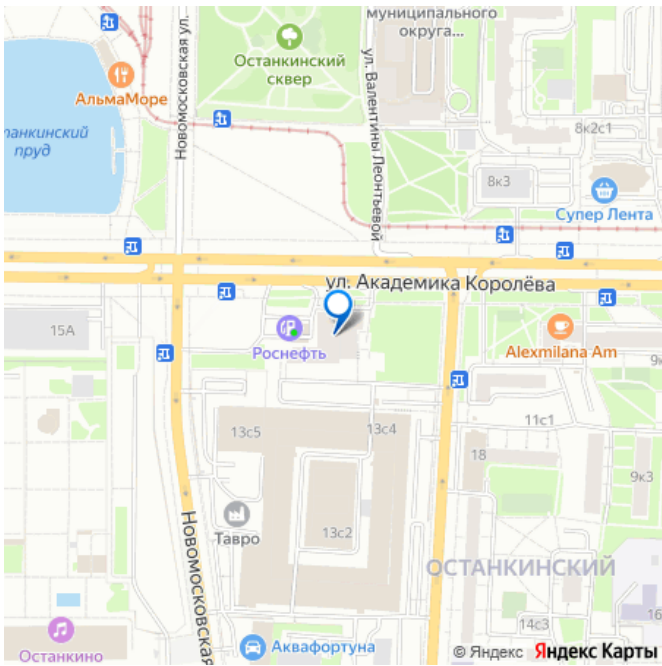 муниципального
округа...
Останкинский
сквер
АльмаМоре
Новомосковская ул.
ул. Валентины Леонтьевой
8к2с1
останкинский
пруд
8к3
Супер Лента
ул. Академика Королёва
15А
Роснефть
Alexmilana Am
11с1
13с5
13с4
18
9к3
13с2
Тавро
Новомосковская
ОСТАНКИНСКИЙ
16
14с3
Останкино
Аквафортуна
© Яндекс Яндекс Карты